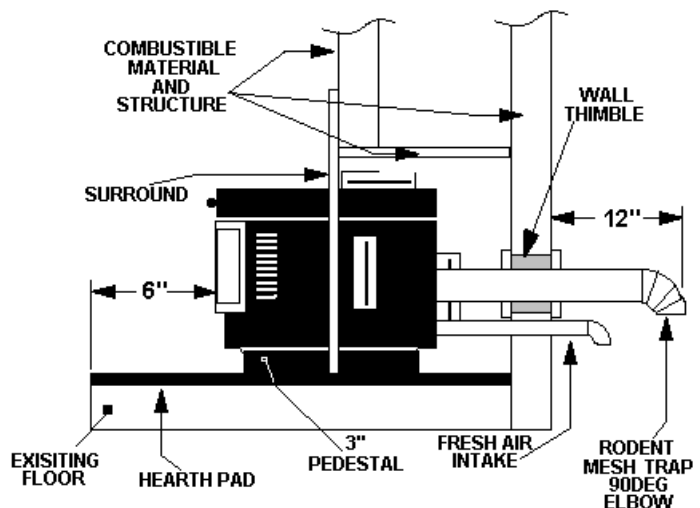 COMBUSTIBLE
MATERIAL
AND
STRUCTURE
WALL
THIMBLE
SURROUND
12"
6"
EXISITING
FLOOR
HEARTH PAD
3"
PEDESTAL
FRESH AIR
INTAKE
RODENT
MESH TRAP
90DEG
ELBOW